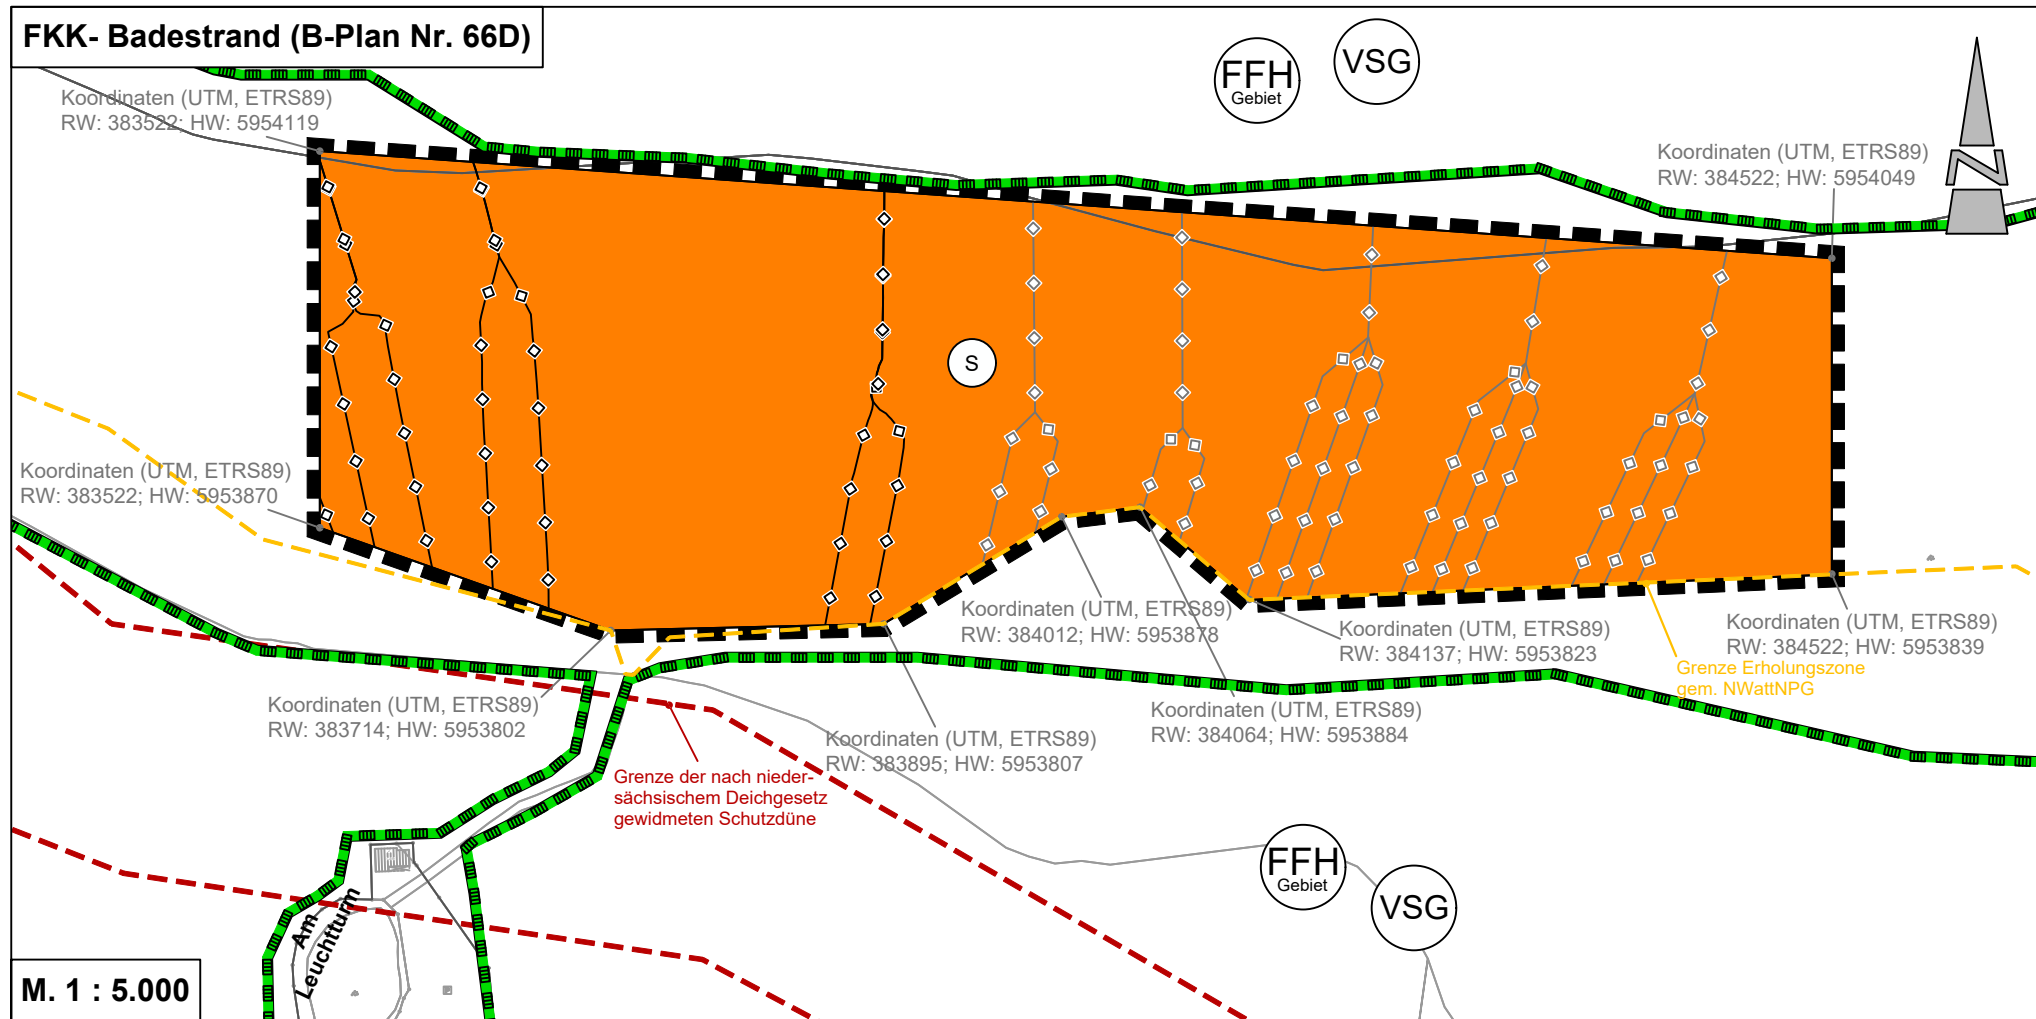 FKK- Badestrand (B-Plan Nr. 66D)
FFH
Gebiet
VSG
Koordinaten (UTM, ETRS89)
RW: 383522; HW: 5954119
Koordinaten (UTM, ETRS89)
RW: 384522; HW: 5954049
N
S
Koordinaten (UTM, ETRS89)
RW: 383522; HW: 5953870
Koordinaten (UTM, ETRS89)
RW: 384012; HW: 5953878
Koordinaten (UTM, ETRS89)
RW: 384137; HW: 5953823
Koordinaten (UTM, ETRS89)
RW: 384522; HW: 5953839
Grenze Erholungszone
gem. NWattNPG
Koordinaten (UTM, ETRS89)
RW: 383714; HW: 5953802
Koordinaten (UTM, ETRS89)
RW: 383895; HW: 5953807
Koordinaten (UTM, ETRS89)
RW: 384064; HW: 5953884
Grenze der nach nieder-
sächsischem Deichgesetz
gewidmeten Schutzdüne
FFH
Gebiet
VSG
Am
Leuchtturm
M. 1 : 5.000